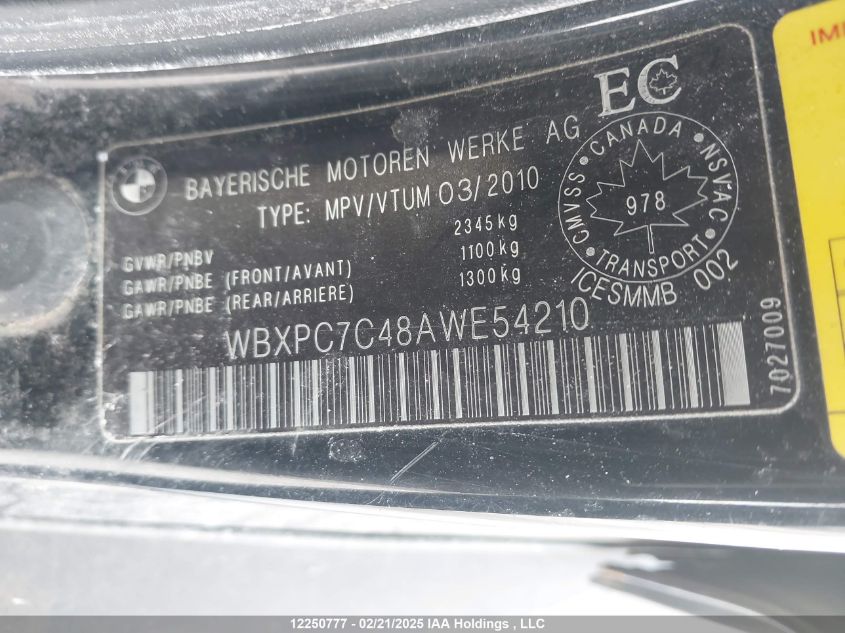 EC
BAYERISCHE MOTOREN WERKE AG
TYPE: MPV/VTUM 03/2010
GVWR/PNBV 2345kg
GAWR/PNBE (FRONT/AVANT) 1100kg
GAWR/PNBE (REAR/ARRIERE) 1300kg
CANADA • NSVAC • TRANSPORT • CMVSS •
978
ICESMMB 002
WBXPC7C48AWE54210
7027009
12250777 - 02/21/2025 IAA Holdings , LLC